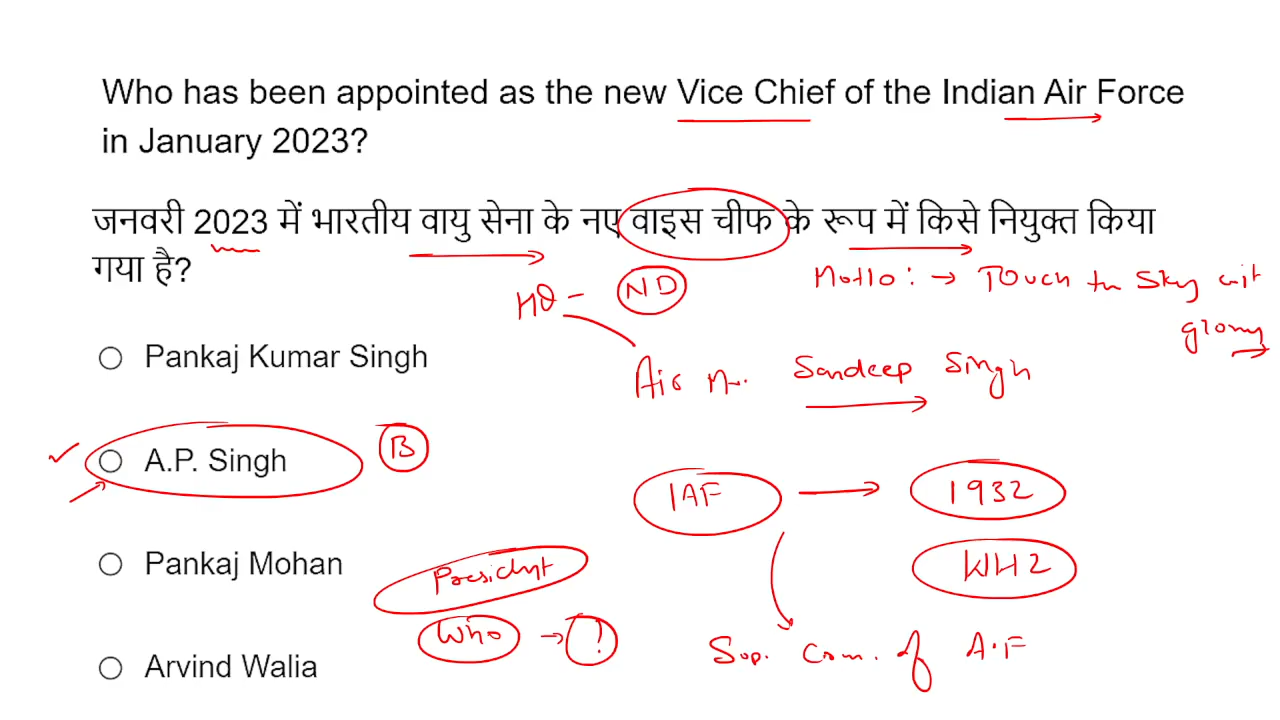 Who has been appointed as the new Vice Chief of the Indian Air Force
in January 2023?
जनवरी 2023 में भारतीय वायु सेना के नए वाइस चीफ के रूप में किसे नियुक्त किया
गया है?
HQ - ND
Motto: → Touch the Sky wit
glory
Pankaj Kumar Singh
Air M. Sandeep Singh
A.P. Singh B
IAF → 1932
Pankaj Mohan
President
Who → ?
Sup. Com. of A.F
Arvind Walia